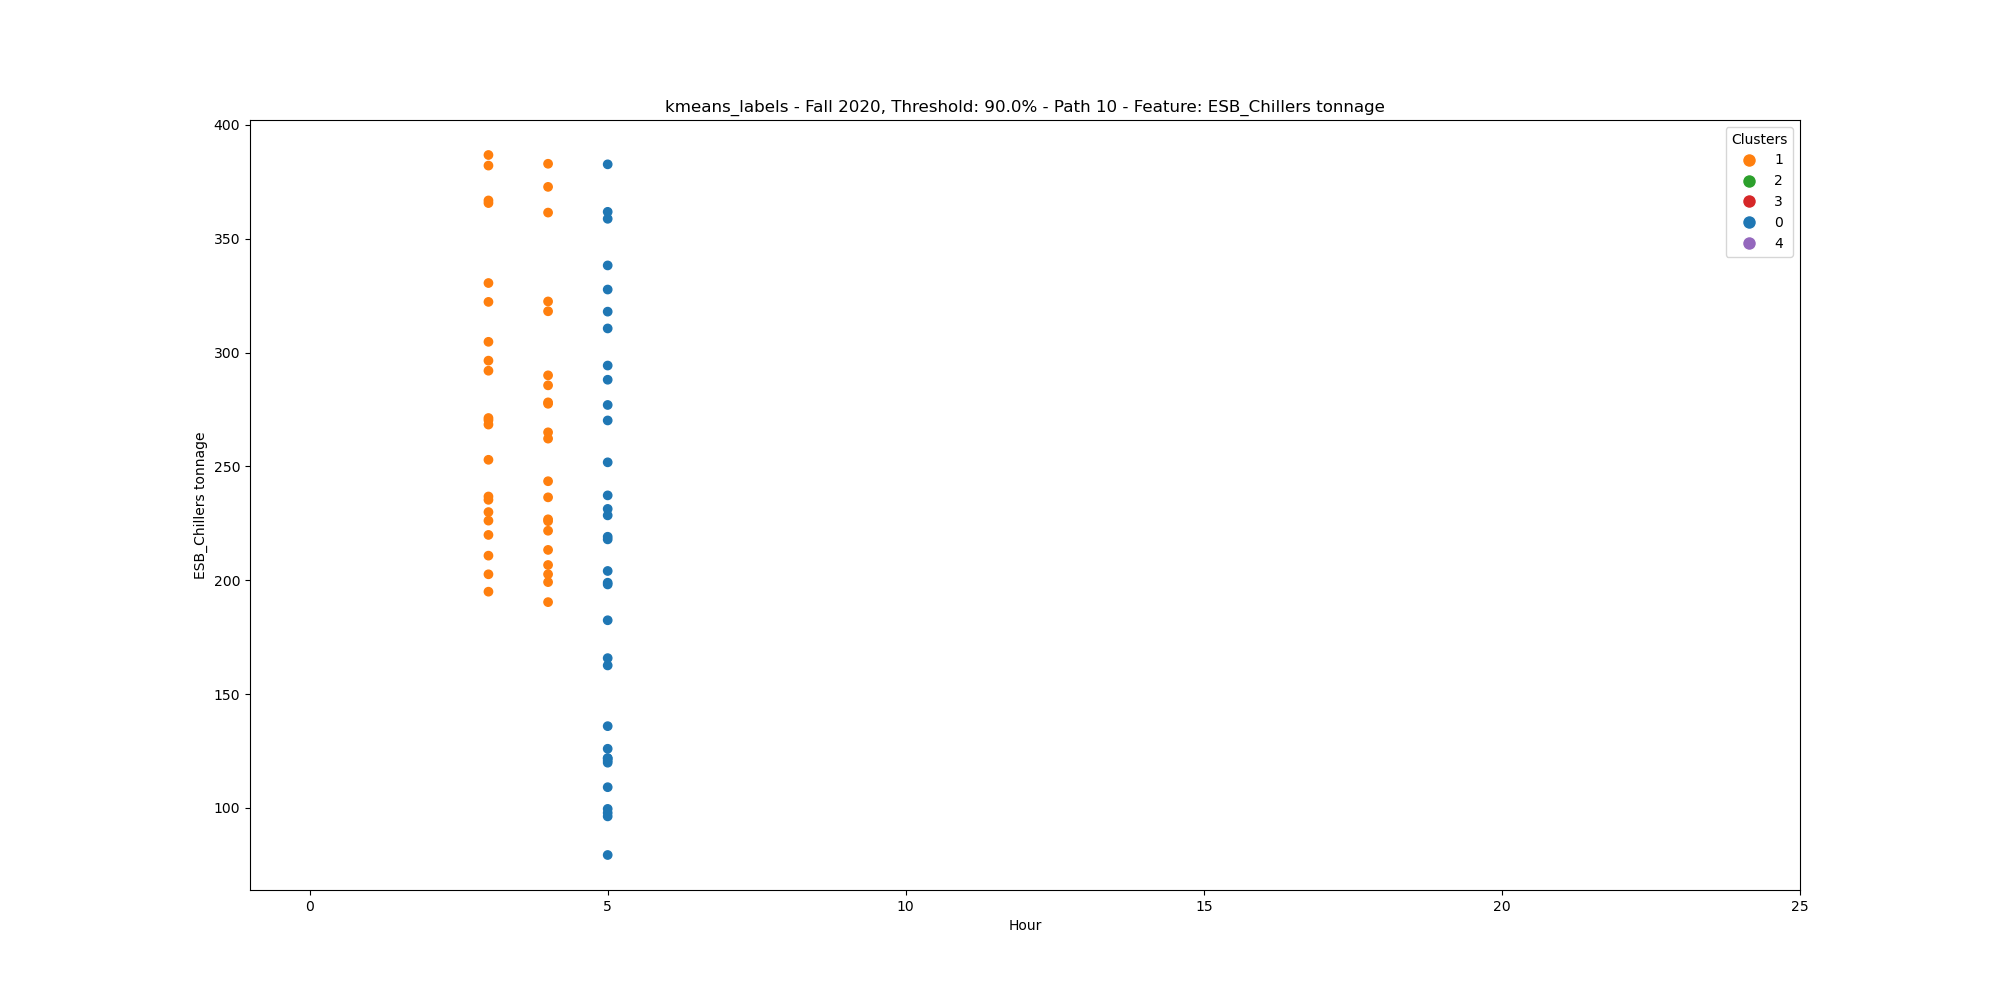 kmeans_labels - Fall 2020, Threshold: 90.0% - Path 10 - Feature: ESB_Chillers tonnage
Clusters
1
2
3
0
4
400
350
300
250
200
150
100
ESB_Chillers tonnage
0 5 10 15 20 25
Hour